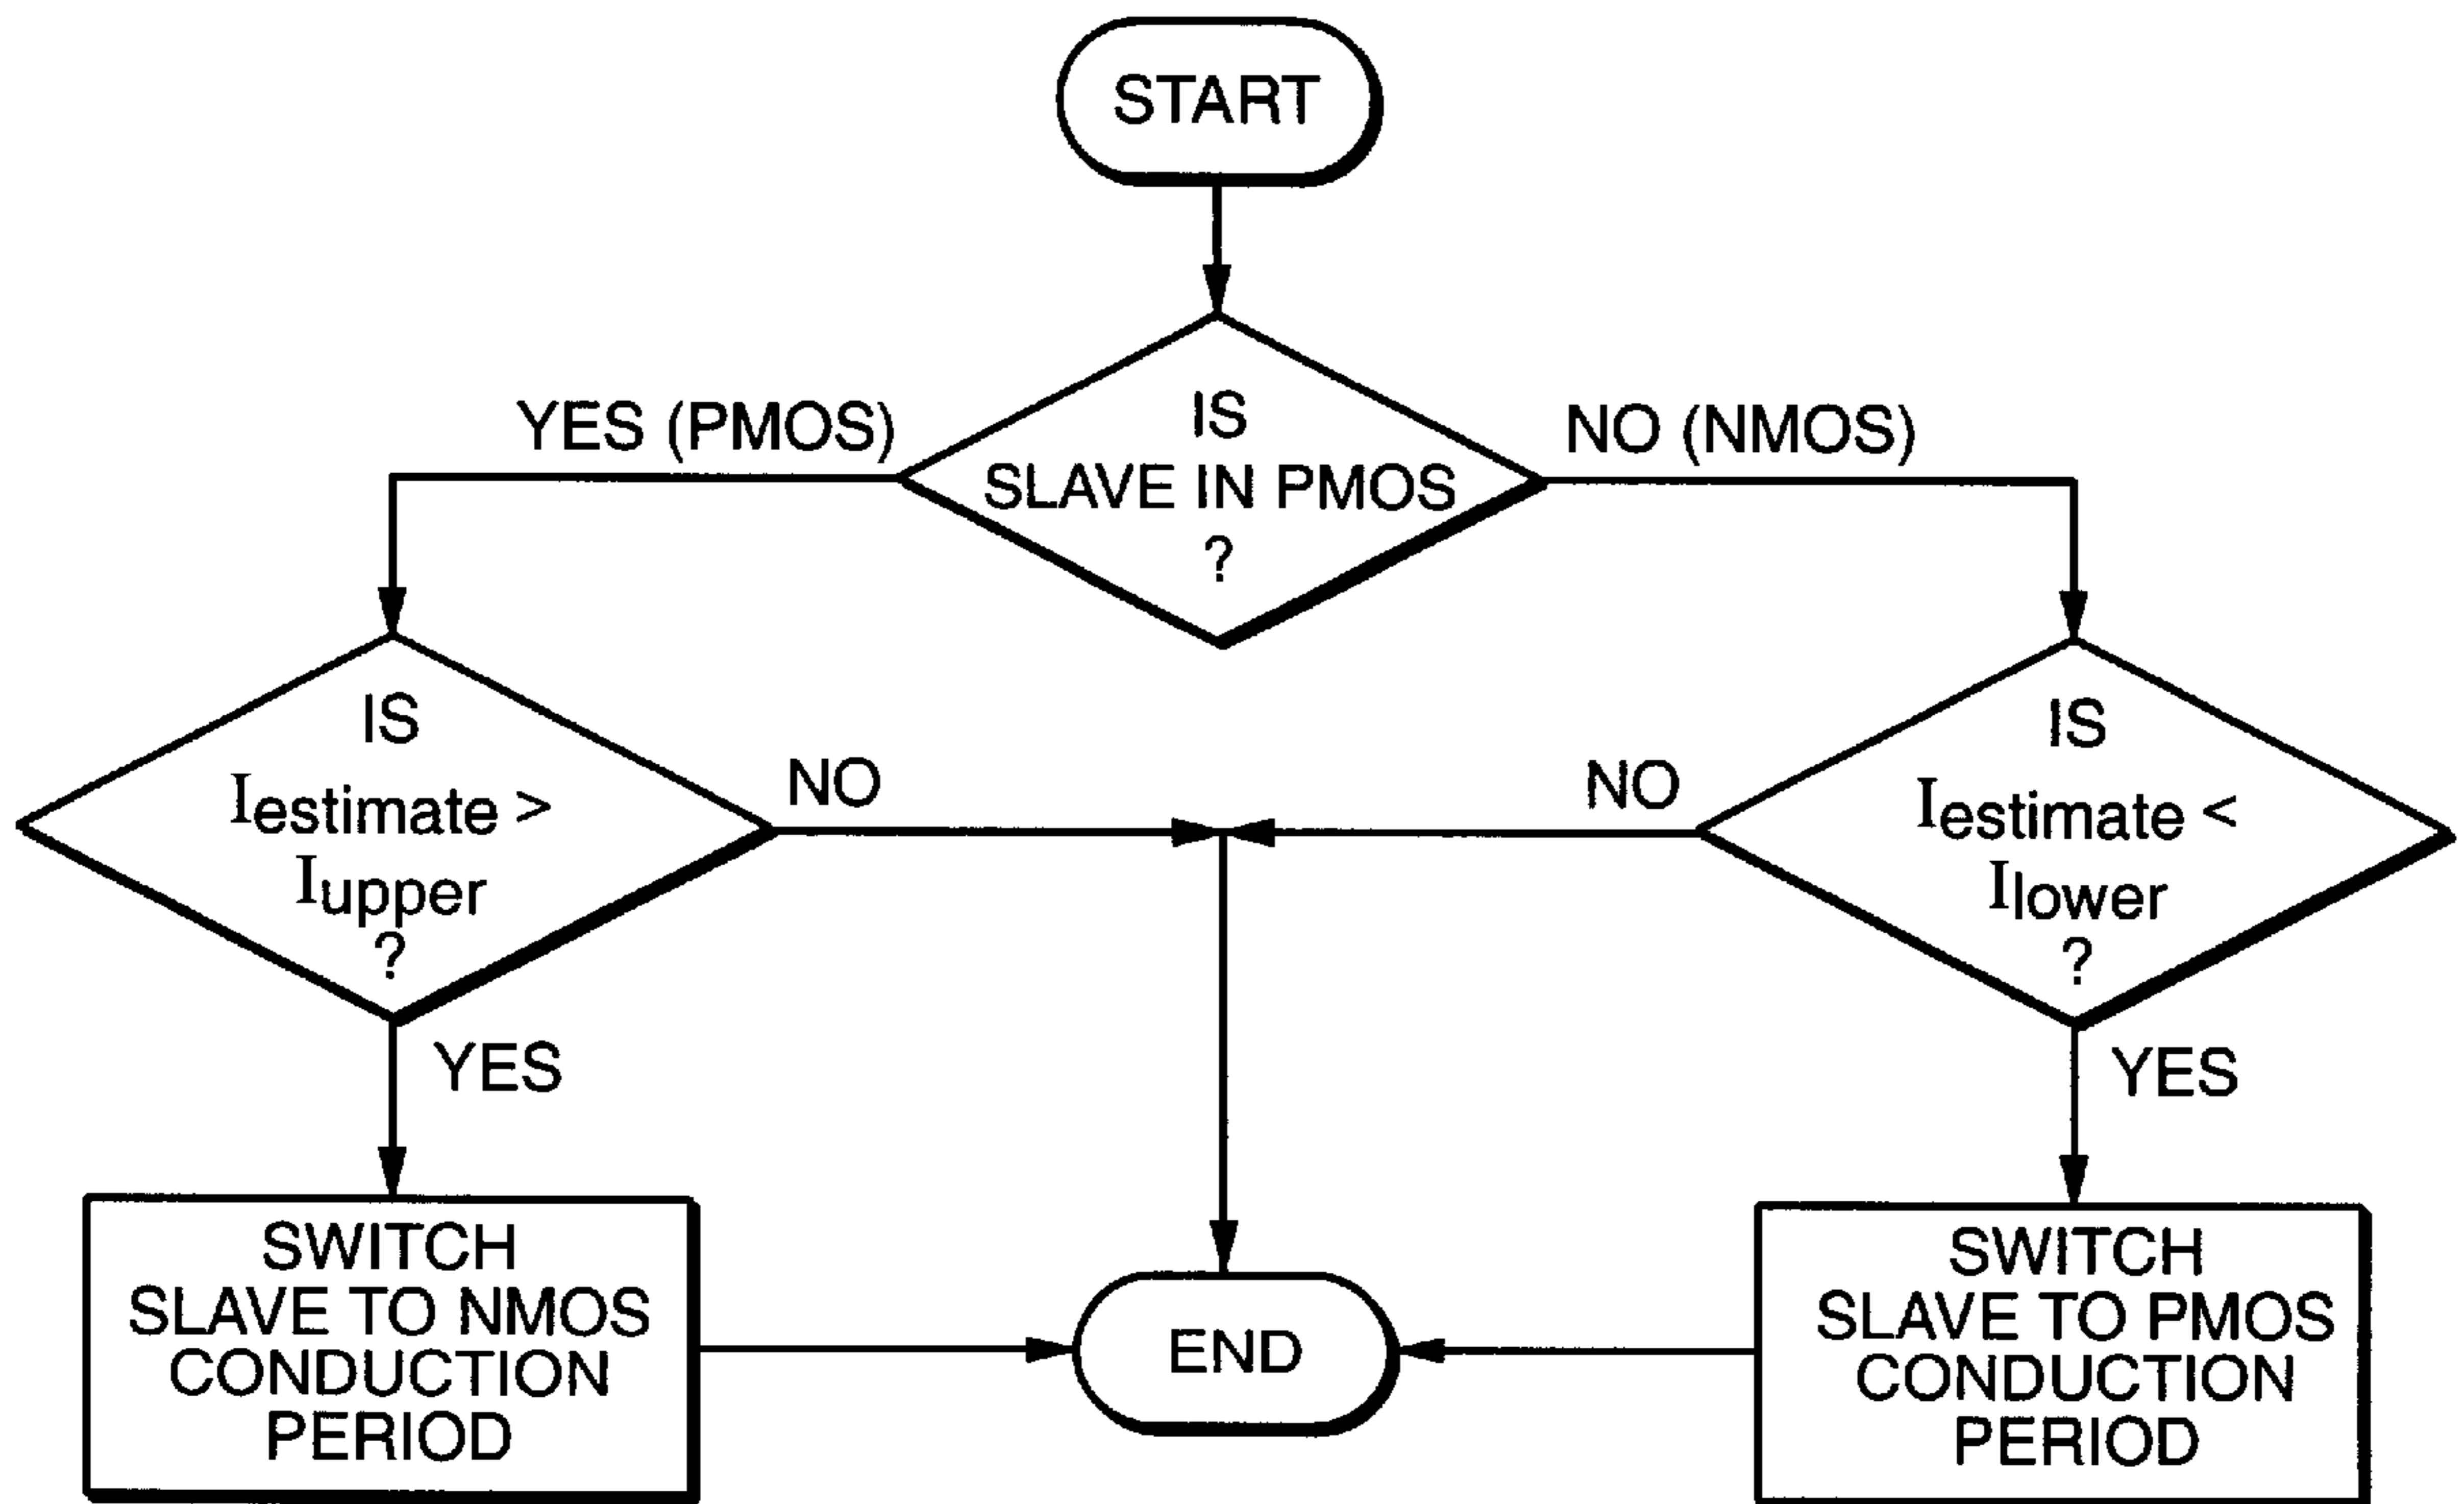 START
IS
SLAVE IN PMOS
?
YES (PMOS)
NO (NMOS)
IS
Iestimate >
Iupper
?
NO
NO
IS
Iestimate <
Ilower
?
YES
YES
SWITCH
SLAVE TO NMOS
CONDUCTION
PERIOD
END
SWITCH
SLAVE TO PMOS
CONDUCTION
PERIOD